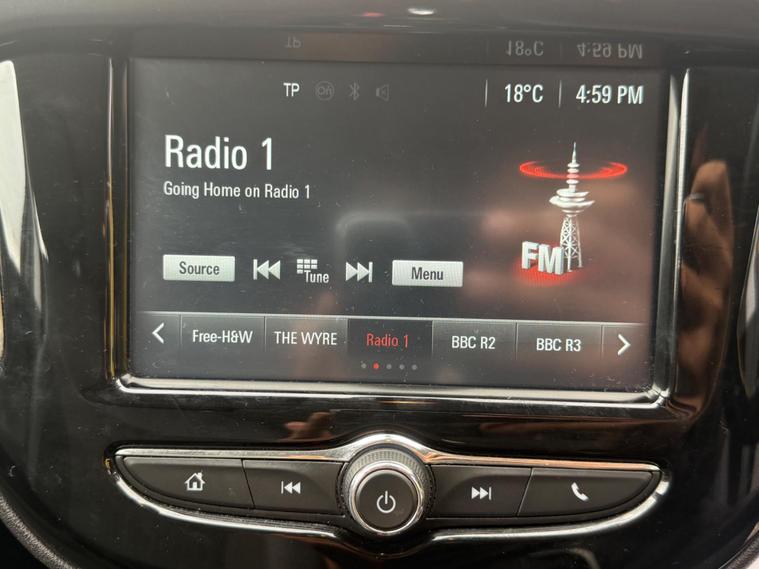 TP 18°C 4:59 PM
Radio 1
Going Home on Radio 1
FM
Source Tune Menu
Free-H&W THE WYRE Radio 1 BBC R2 BBC R3